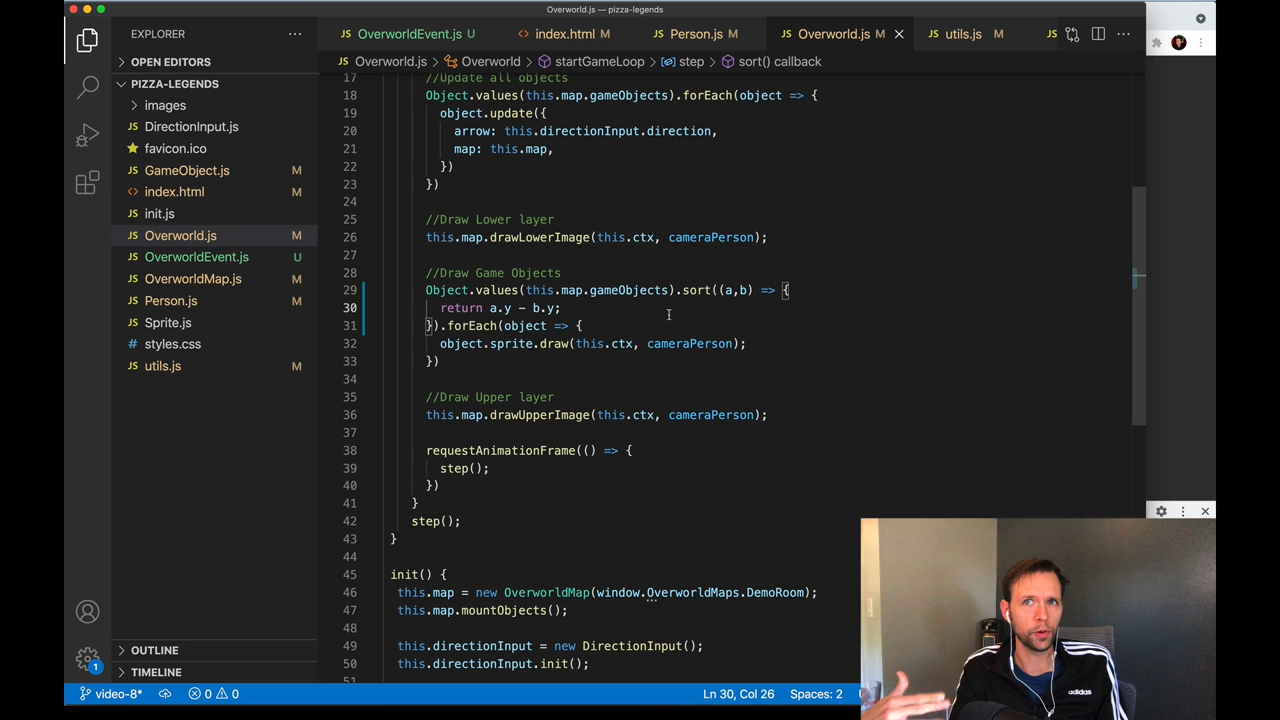 Overworld.js — pizza-legends
EXPLORER
OverworldEvent.js U
index.html M
Person.js M
Overworld.js M
utils.js M
JS
Overworld.js > Overworld > startGameLoop > step > sort() callback
OPEN EDITORS
PIZZA-LEGENDS
images
JS DirectionInput.js
favicon.ico
JS GameObject.js M
index.html M
JS init.js
JS Overworld.js M
JS OverworldEvent.js U
JS OverworldMap.js M
JS Person.js M
JS Sprite.js
# styles.css
JS utils.js M
OUTLINE
TIMELINE
17 //Update all objects
18 Object.values(this.map.gameObjects).forEach(object => {
19 object.update({
20 arrow: this.directionInput.direction,
21 map: this.map,
22 })
23 })
24
25 //Draw Lower layer
26 this.map.drawLowerImage(this.ctx, cameraPerson);
27
28 //Draw Game Objects
29 Object.values(this.map.gameObjects).sort((a,b) => {
30 return a.y - b.y;
31 }).forEach(object => {
32 object.sprite.draw(this.ctx, cameraPerson);
33 })
34
35 //Draw Upper layer
36 this.map.drawUpperImage(this.ctx, cameraPerson);
37
38 requestAnimationFrame(() => {
39 step();
40 })
41 }
42 step();
43 }
44
45 init() {
46 this.map = new OverworldMap(window.OverworldMaps.DemoRoom);
47 this.map.mountObjects();
48
49 this.directionInput = new DirectionInput();
50 this.directionInput.init();
51
1
video-8*
0 0
Ln 30, Col 26
Spaces: 2
adidas